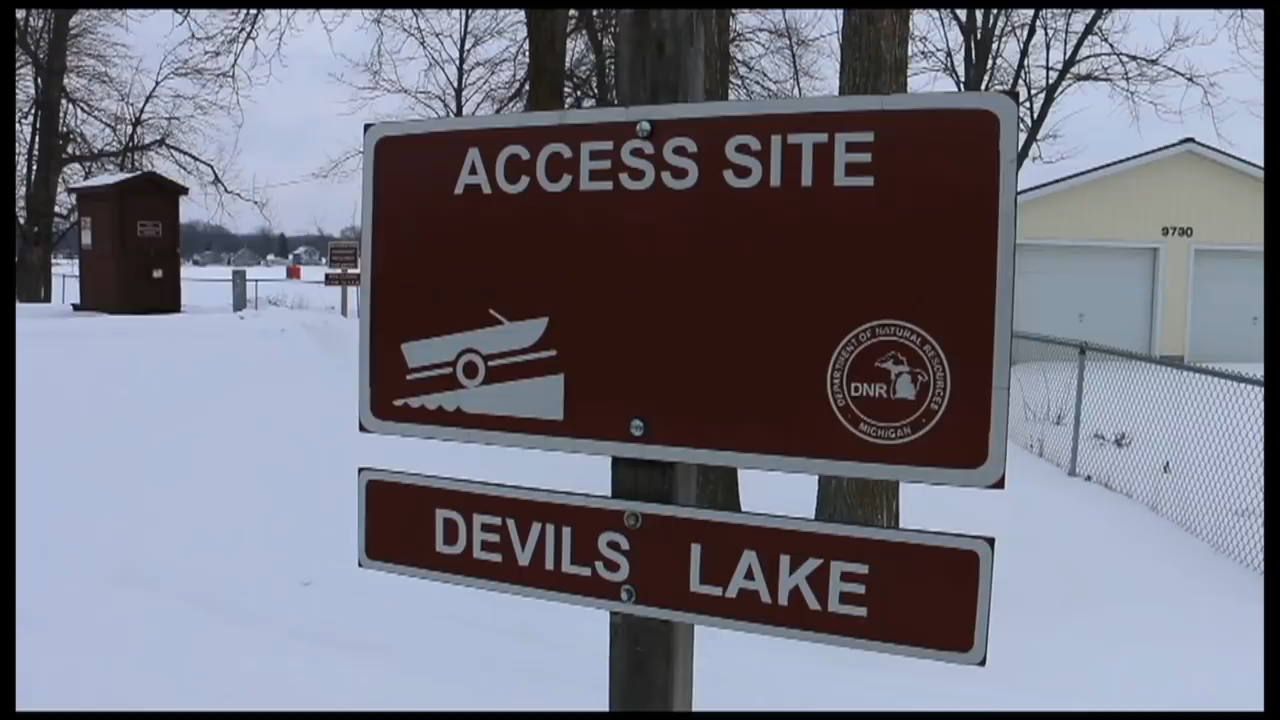 ACCESS SITE
9730
DEPARTMENT OF NATURAL RESOURCES
DNR
MICHIGAN
DEVILS LAKE